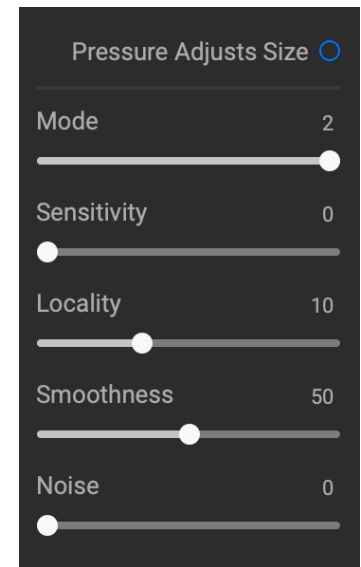 Pressure Adjusts Size
Mode 2
Sensitivity 0
Locality 10
Smoothness 50
Noise 0